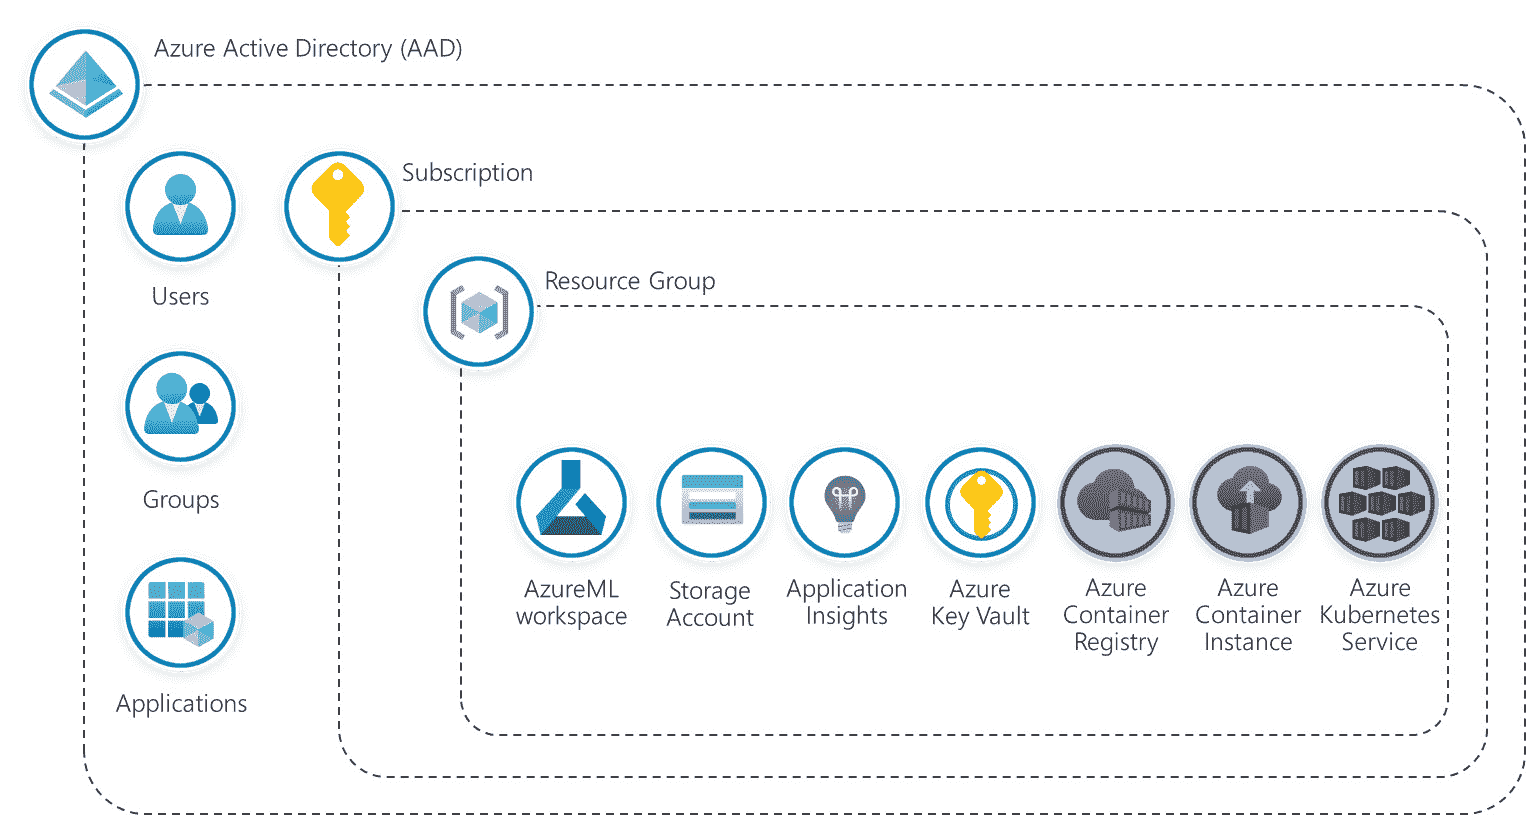 Azure Active Directory (AAD)
Subscription
Users
Resource Group
Groups
AzureML
workspace
Storage
Account
Application
Insights
Azure
Key Vault
Azure
Container
Registry
Azure
Container
Instance
Azure
Kubernetes
Service
Applications